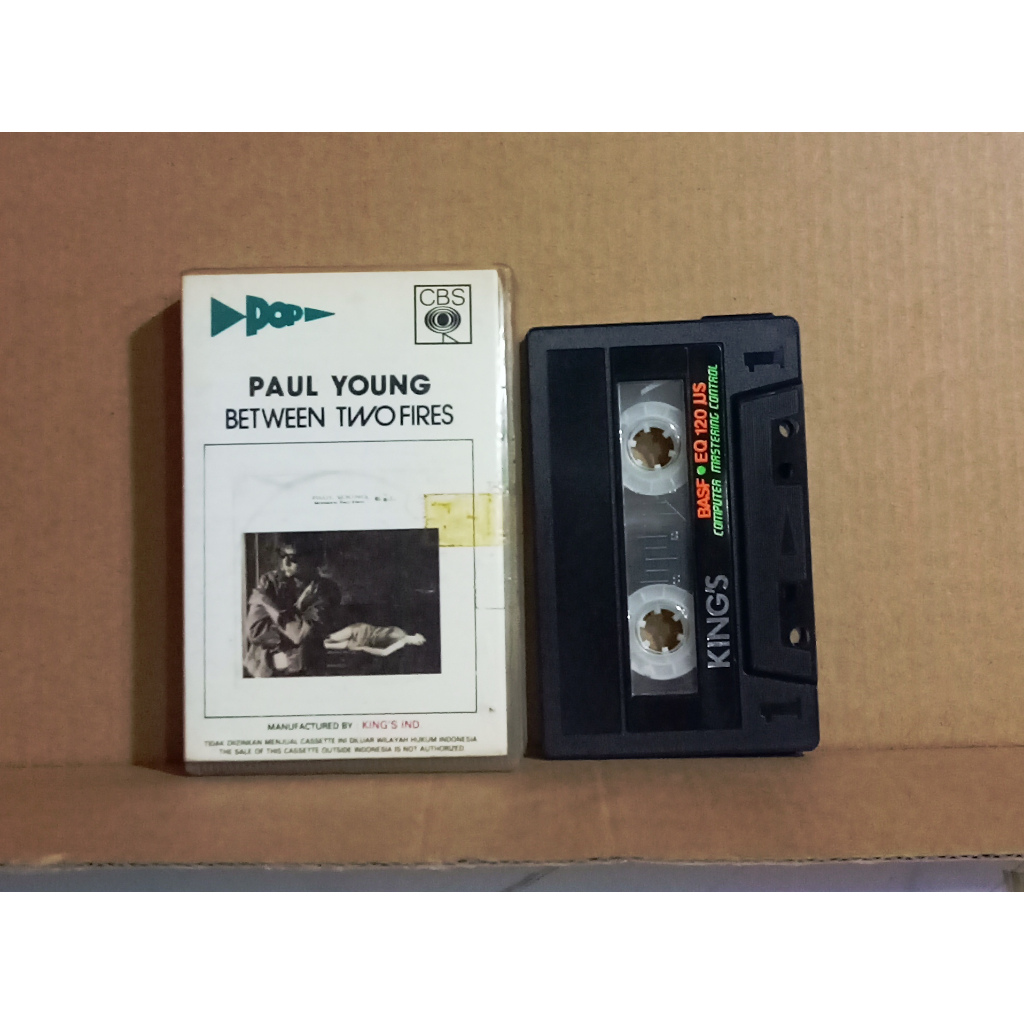 POP
CBS
PAUL YOUNG
BETWEEN TWO FIRES
MANUFACTURED BY : KING'S IND.
TIDAK DIIZINKAN MENJUAL CASSETTE INI DILUAR WILAYAH HUKUM INDONESIA
THE SALE OF THIS CASSETTE OUTSIDE INDONESIA IS NOT AUTHORIZED
1
BASF • EQ 120 µS
COMPUTER MASTERING CONTROL
KING'S
1